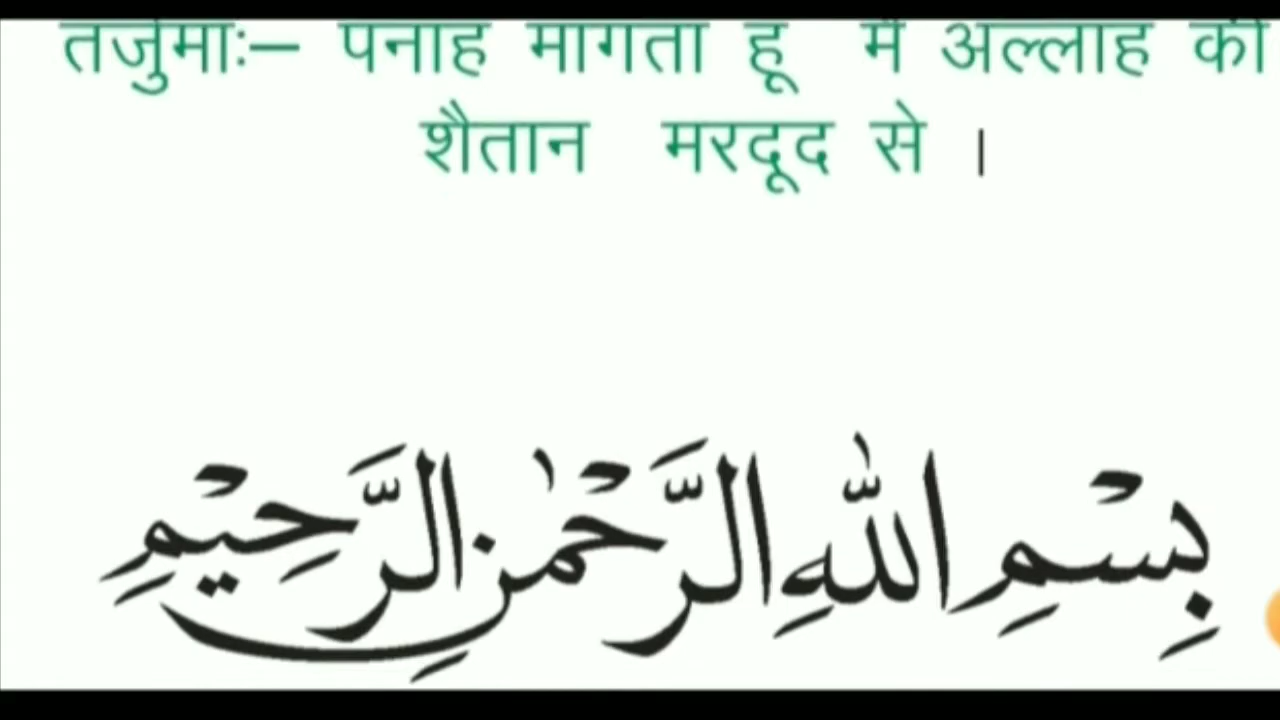 तर्जुमाः— पनाह मांगता हूं मैं अल्लाह की
शैतान मरदूद से ।
بِسْمِ اللّٰهِ الرَّحْمٰنِ الرَّحِيْمِ